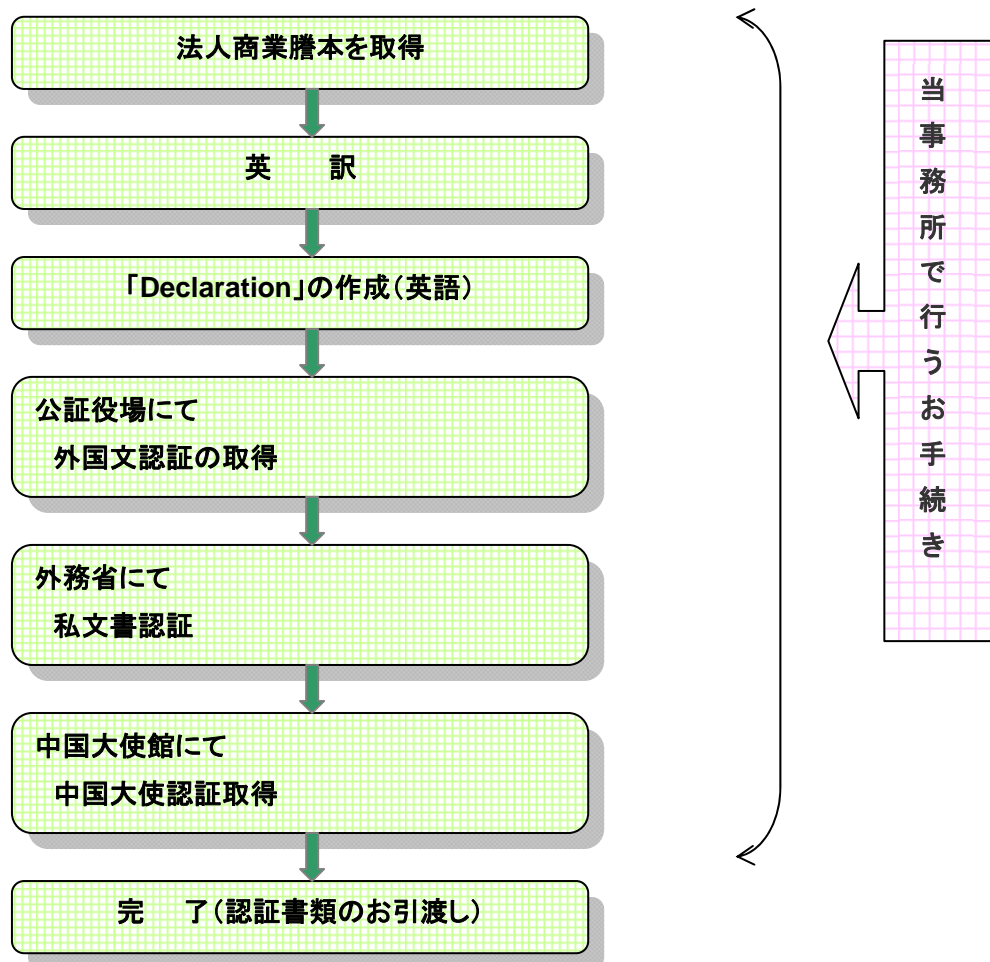 法人商業謄本を取得
英　　訳
「Declaration」の作成（英語）
公証役場にて
外国文認証の取得
外務省にて
私文書認証
中国大使館にて
中国大使認証取得
完　　了（認証書類のお引渡し）
当事務所で行うお手続き